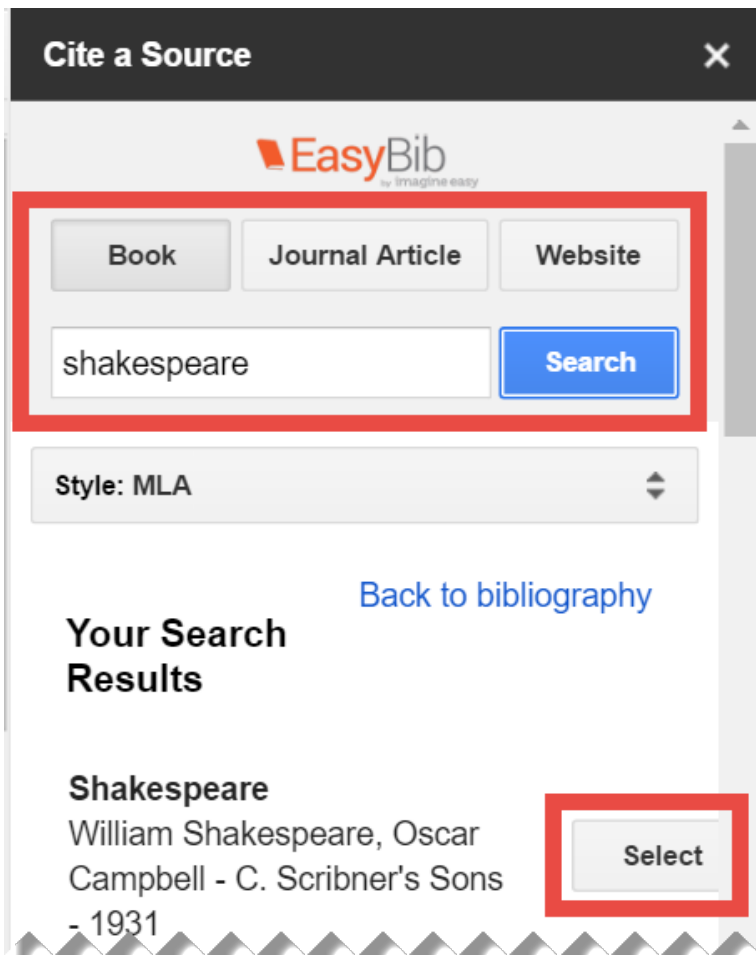 Cite a Source ×
EasyBib
by imagine easy
Book Journal Article Website
shakespeare Search
Style: MLA
Back to bibliography
Your Search
Results
Shakespeare
William Shakespeare, Oscar
Campbell - C. Scribner's Sons
- 1931
Select